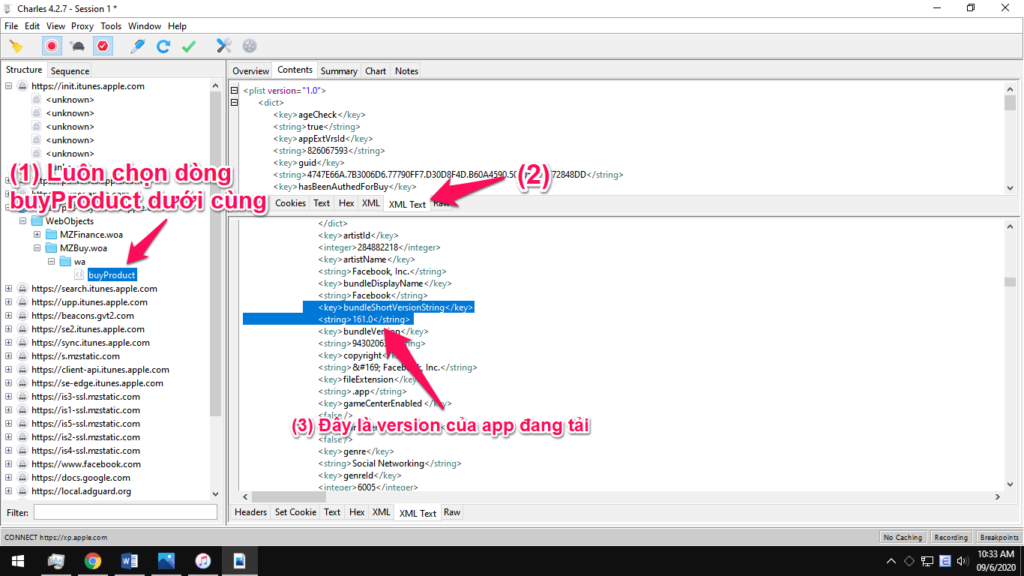 Charles 4.2.7 - Session 1 *
File Edit View Proxy Tools Window Help
Structure Sequence
https://init.itunes.apple.com
<unknown>
<unknown>
<unknown>
<unknown>
<unknown>
(1) Luôn chọn dòng
buyProduct dưới cùng
WebObjects
MZFinance.woa
MZBuy.woa
wa
buyProduct
https://search.itunes.apple.com
https://upp.itunes.apple.com
https://beacons.gvt2.com
https://se2.itunes.apple.com
https://sync.itunes.apple.com
https://s.mzstatic.com
https://client-api.itunes.apple.com
https://se-edge.itunes.apple.com
https://is3-ssl.mzstatic.com
https://is1-ssl.mzstatic.com
https://is5-ssl.mzstatic.com
https://is2-ssl.mzstatic.com
https://is4-ssl.mzstatic.com
https://www.facebook.com
https://docs.google.com
https://local.adguard.org
Filter:
Overview Contents Summary Chart Notes
<plist version="1.0">
<dict>
<key>ageCheck</key>
<string>true</string>
<key>appExtVrsId</key>
<string>826067593</string>
<key>guid</key>
<string>4747E66A.7B3006D6.77790FF7.D30D8F4D.B60A4590.50 72848DD</string>
<key>hasBeenAuthedForBuy</key>
(2)
Cookies Text Hex XML XML Text Raw
</dict>
<key>artistId</key>
<integer>284882218</integer>
<key>artistName</key>
<string>Facebook, Inc.</string>
<key>bundleDisplayName</key>
<string>Facebook</string>
<key>bundleShortVersionString</key>
<string>161.0</string>
<key>bundleVersion</key>
<string>9430206 </string>
<key>copyright</key>
<string>&#169; Facebook, Inc.</string>
<key>fileExtension</key>
<string>.app</string>
<key>gameCenterEnabled</key>
<false/>
(3) Đây là version của app đang tải
<false/>
<key>genre</key>
<string>Social Networking</string>
<key>genreId</key>
<integer>6005</integer>
Headers Set Cookie Text Hex XML XML Text Raw
CONNECT https://xp.apple.com
No Caching Recording Breakpoints
10:33 AM
09/6/2020